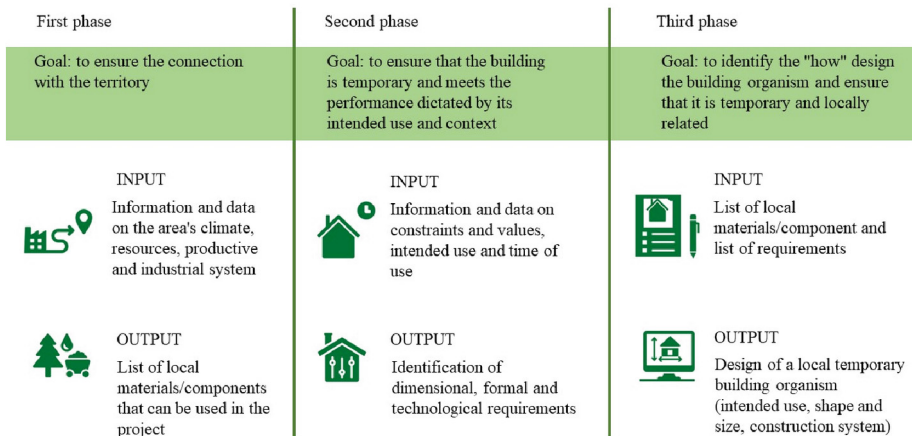 First phase
Goal: to ensure the connection
with the territory
INPUT
Information and data
on the area's climate,
resources, productive
and industrial system
OUTPUT
List of local
materials/components
that can be used in the
project
Second phase
Goal: to ensure that the building
is temporary and meets the
performance dictated by its
intended use and context
INPUT
Information and data on
constraints and values,
intended use and time of
use
OUTPUT
Identification of
dimensional, formal and
technological requirements
Third phase
Goal: to identify the "how" design
the building organism and ensure
that it is temporary and locally
related
INPUT
List of local
materials/component and
list of requirements
OUTPUT
Design of a local temporary
building organism
(intended use, shape and
size, construction system)